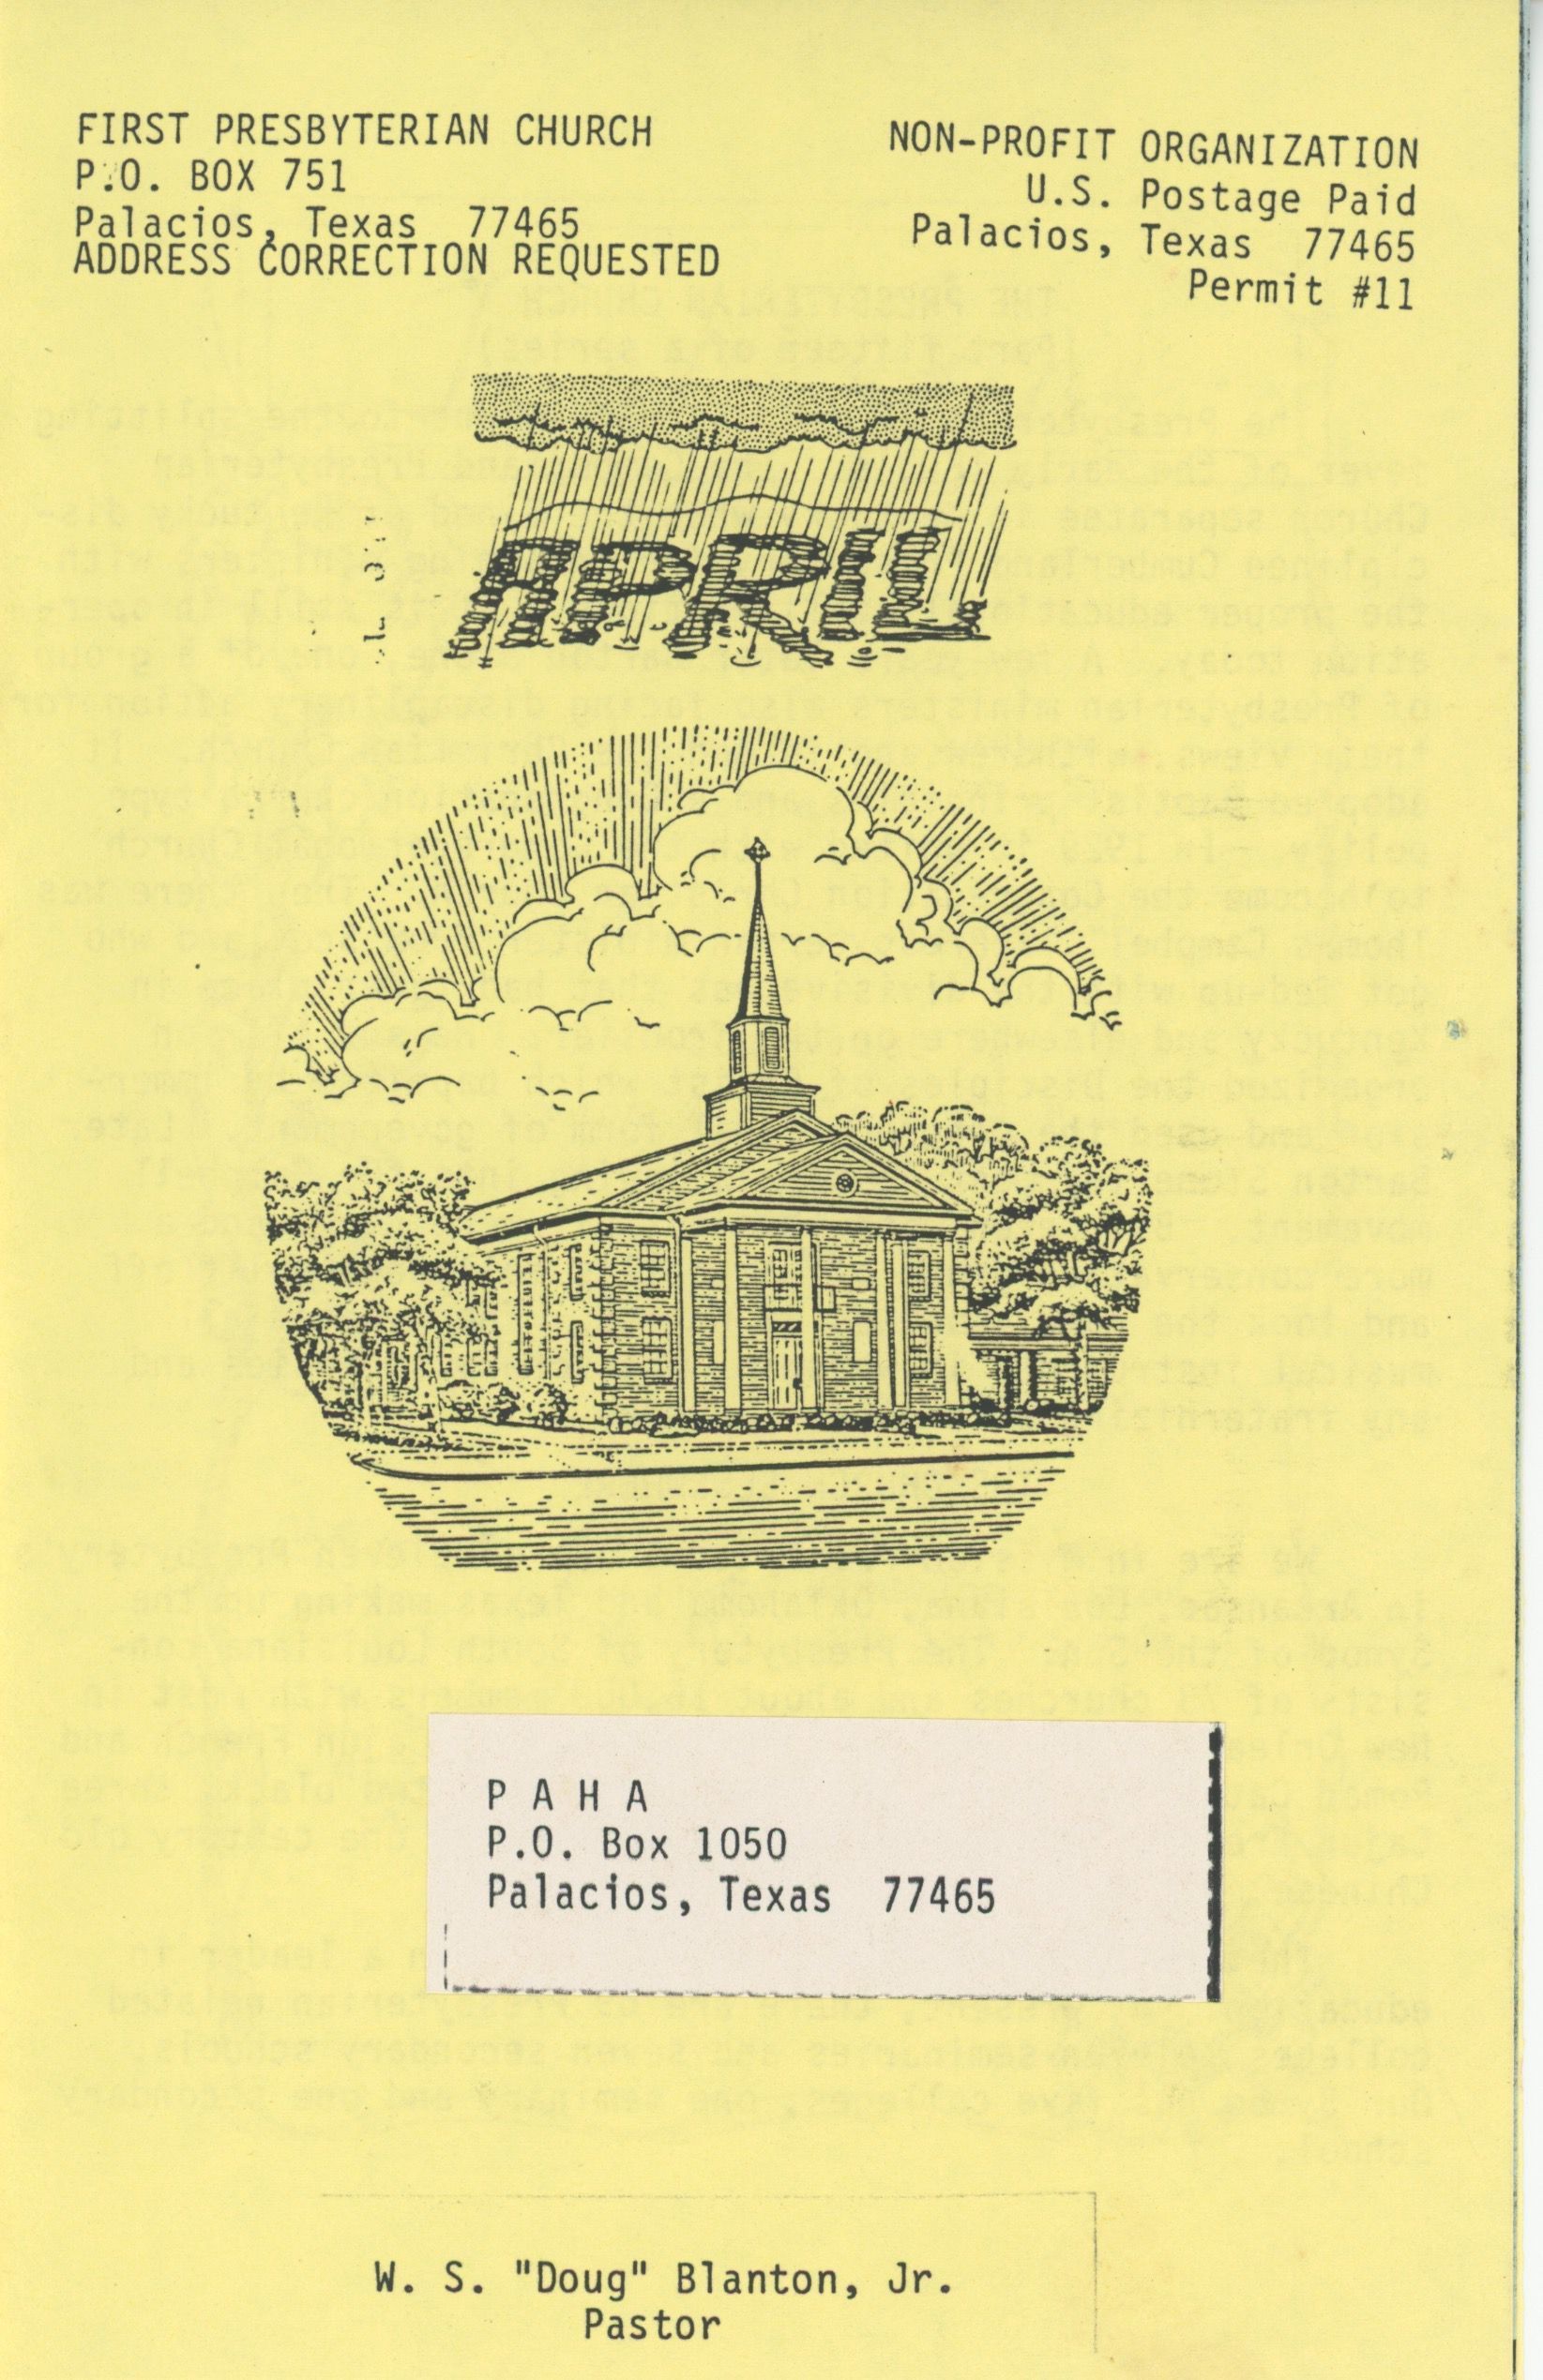 FIRST PRESBYTERIAN CHURCH
P.O. BOX 751
Palacios, Texas 77465
ADDRESS CORRECTION REQUESTED
NON-PROFIT ORGANIZATION
U.S. Postage Paid
Palacios, Texas 77465
Permit #11
APRIL
P A H A
P.O. Box 1050
Palacios, Texas 77465
W. S. "Doug" Blanton, Jr.
Pastor